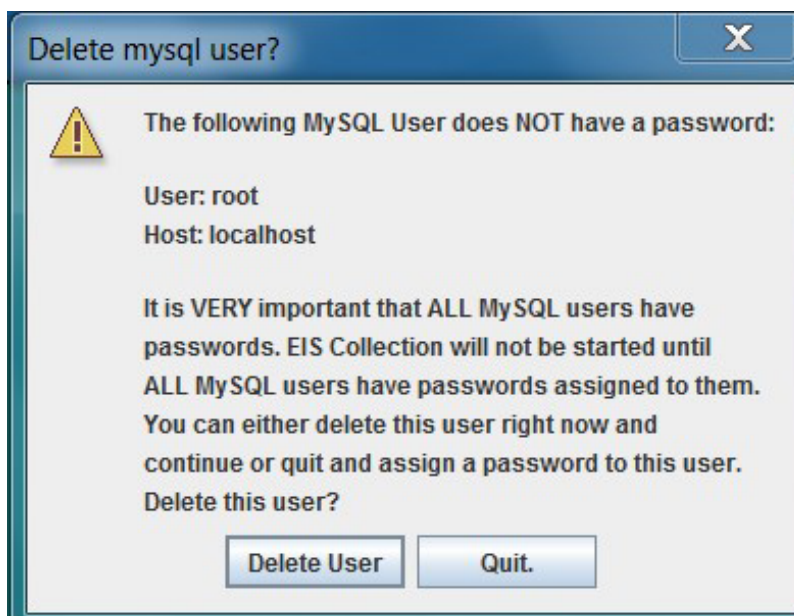 Delete mysql user?
X
The following MySQL User does NOT have a password:
User: root
Host: localhost
It is VERY important that ALL MySQL users have
passwords. EIS Collection will not be started until
ALL MySQL users have passwords assigned to them.
You can either delete this user right now and
continue or quit and assign a password to this user.
Delete this user?
Delete User
Quit.